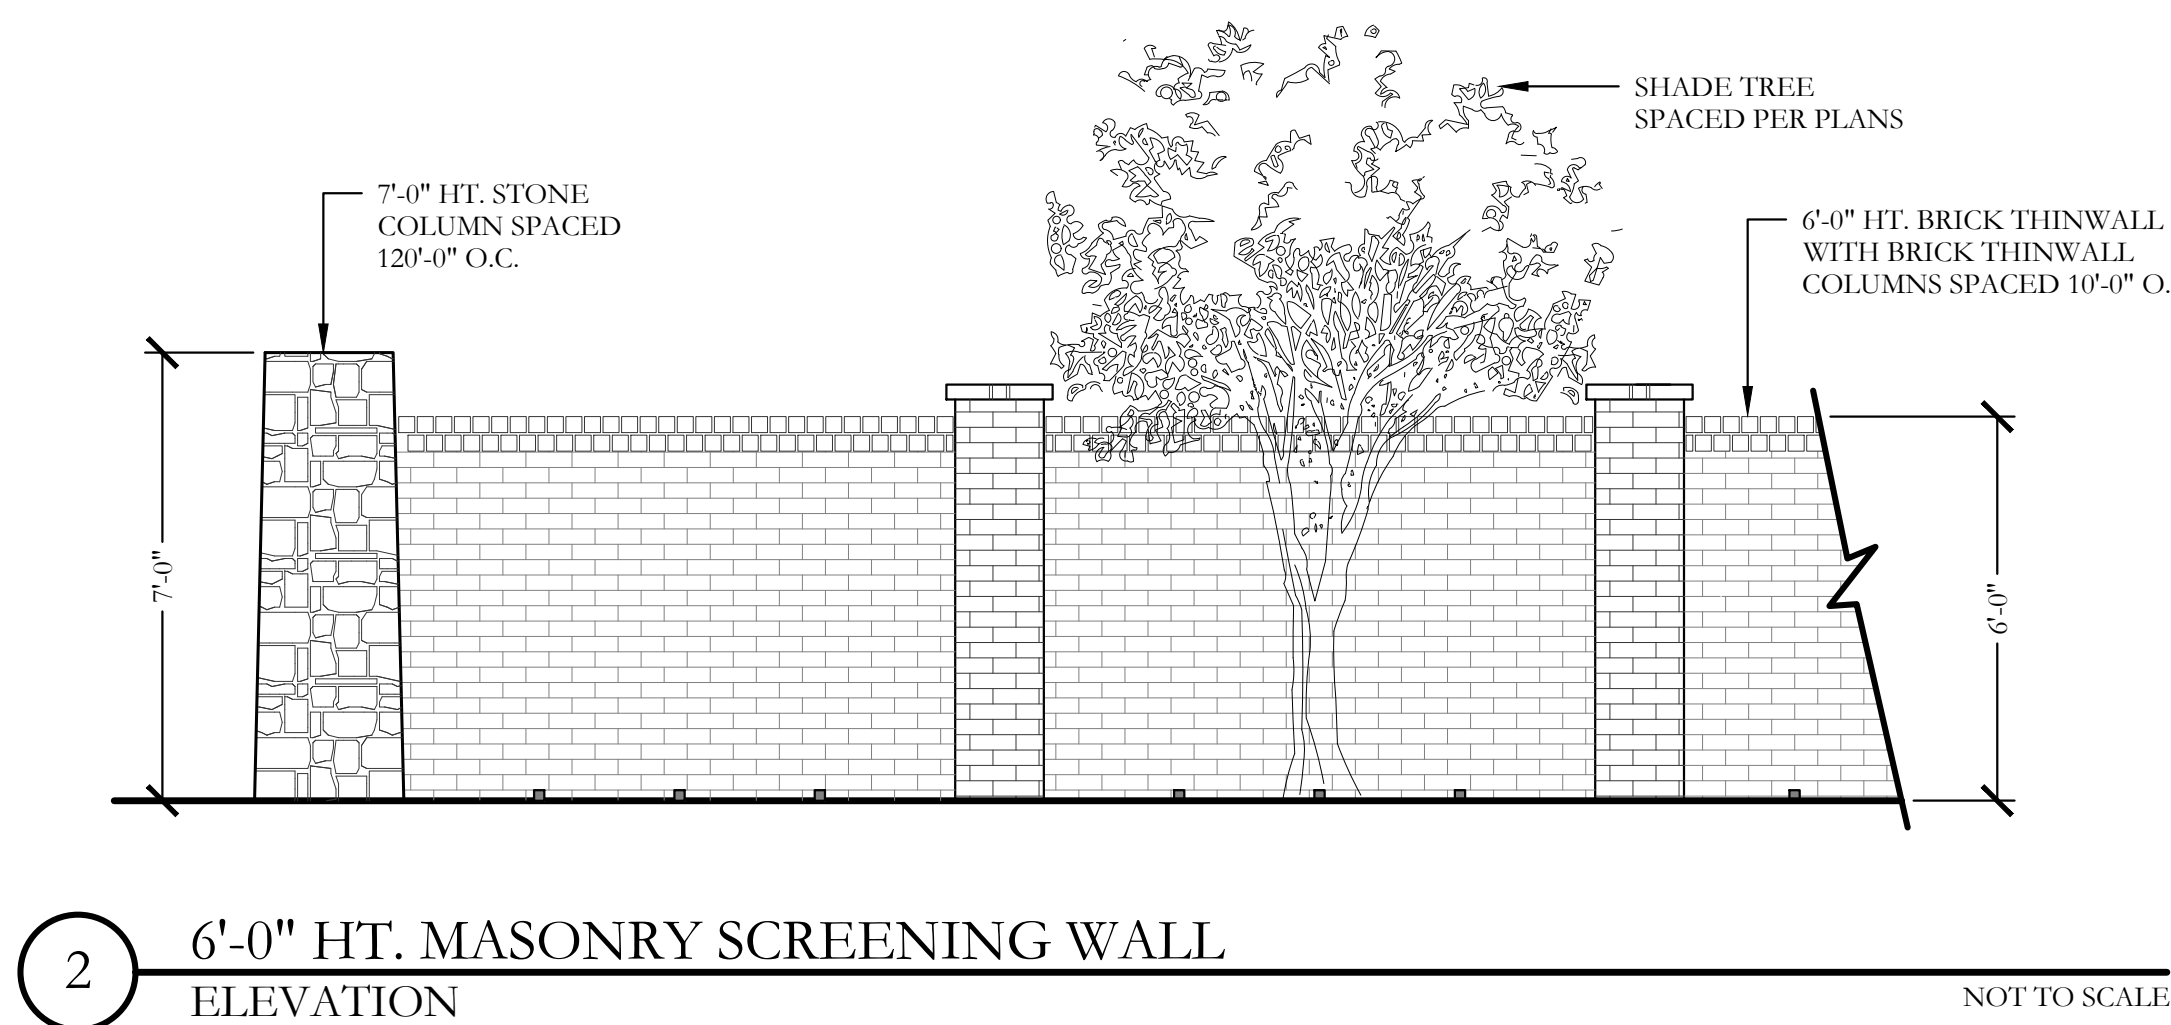 SHADE TREE
SPACED PER PLANS
7'-0" HT. STONE
COLUMN SPACED
120'-0" O.C.
6'-0" HT. BRICK THINWALL
WITH BRICK THINWALL
COLUMNS SPACED 10'-0" O.
7'-0"
6'-0"
2
6'-0" HT. MASONRY SCREENING WALL
ELEVATION
NOT TO SCALE